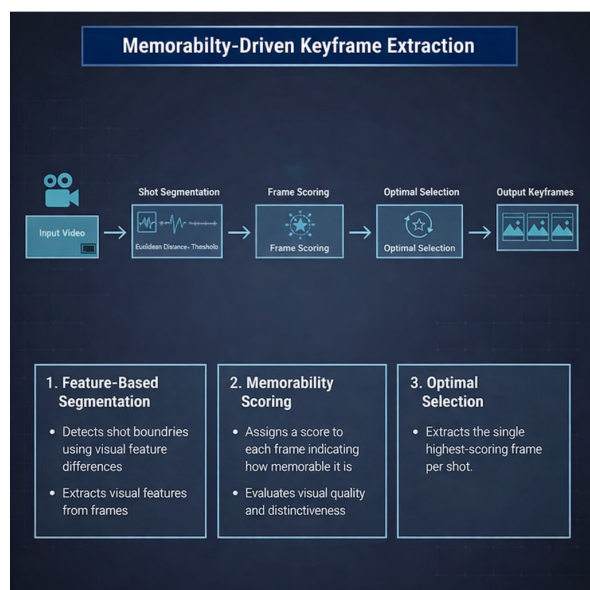 Memorabilty-Driven Keyframe Extraction
Shot Segmentation
Frame Scoring
Optimal Selection
Output Keyframes
Input Video
Euclidean Distance- Thresholo
Frame Scoring
Optimal Selection
1. Feature-Based
Segmentation
• Detects shot boundries
using visual feature
differences
• Extracts visual features
from frames
2. Memorability
Scoring
• Assigns a score to
each frame indicating
how memorable it is
• Evaluates visual quality
and distinctiveness
3. Optimal
Selection
• Extracts the single
highest-scoring frame
per shot.